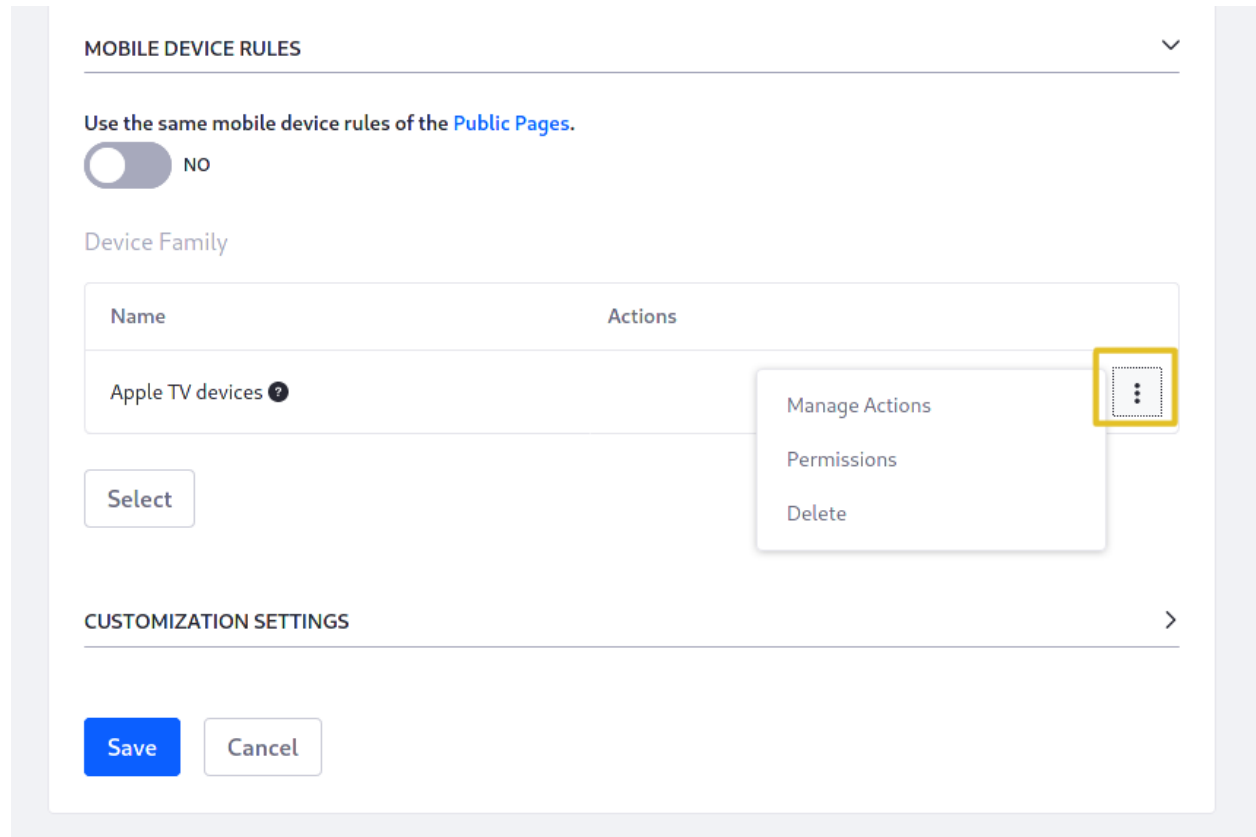 MOBILE DEVICE RULES
Use the same mobile device rules of the Public Pages.
NO
Device Family
Name Actions
Apple TV devices ?
Manage Actions
Permissions
Delete
Select
CUSTOMIZATION SETTINGS
Save Cancel